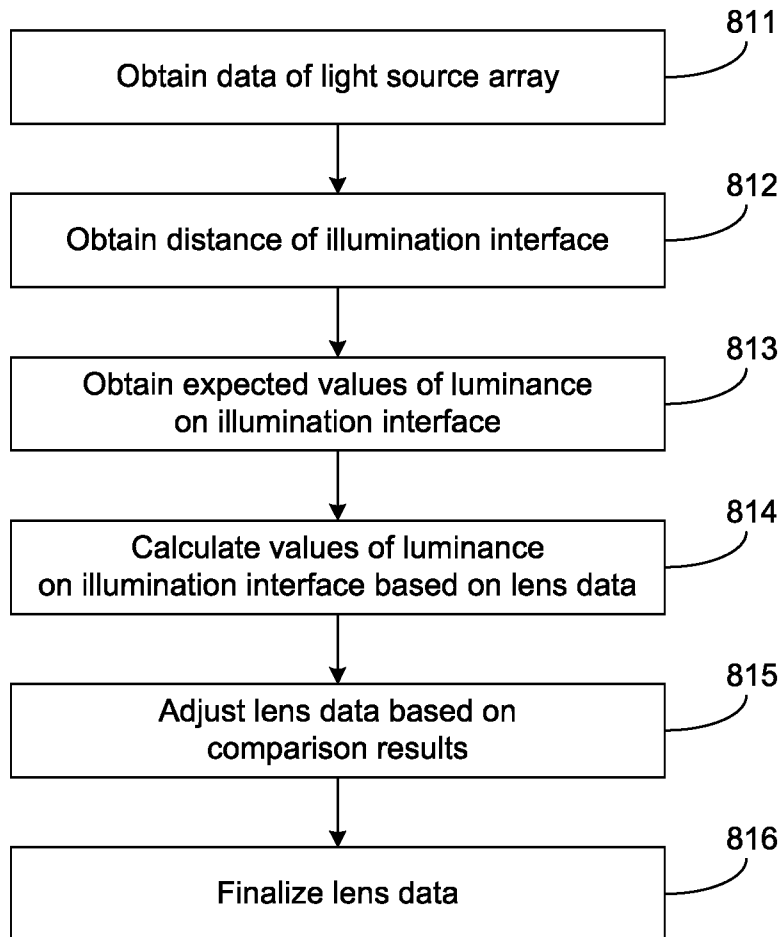 811
Obtain data of light source array
812
Obtain distance of illumination interface
813
Obtain expected values of luminance
on illumination interface
814
Calculate values of luminance
on illumination interface based on lens data
815
Adjust lens data based on
comparison results
816
Finalize lens data